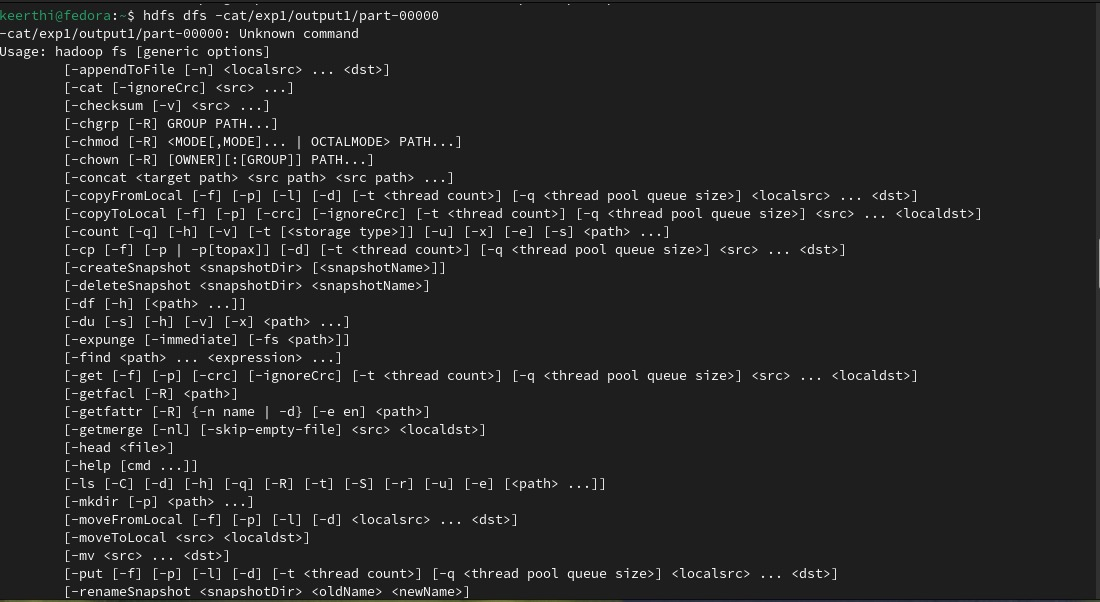 keerthi@fedora:~$ hdfs dfs -cat/exp1/output1/part-00000
-cat/exp1/output1/part-00000: Unknown command
Usage: hadoop fs [generic options]
[-appendToFile [-n] <localsrc> ... <dst>]
[-cat [-ignoreCrc] <src> ...]
[-checksum [-v] <src> ...]
[-chgrp [-R] GROUP PATH...]
[-chmod [-R] <MODE[,MODE]... | OCTALMODE> PATH...]
[-chown [-R] [OWNER][:[GROUP]] PATH...]
[-concat <target path> <src path> <src path> ...]
[-copyFromLocal [-f] [-p] [-l] [-d] [-t <thread count>] [-q <thread pool queue size>] <localsrc> ... <dst>]
[-copyToLocal [-f] [-p] [-crc] [-ignoreCrc] [-t <thread count>] [-q <thread pool queue size>] <src> ... <localdst>]
[-count [-q] [-h] [-v] [-t [<storage type>]] [-u] [-x] [-e] [-s] <path> ...]
[-cp [-f] [-p | -p[topax]] [-d] [-t <thread count>] [-q <thread pool queue size>] <src> ... <dst>]
[-createSnapshot <snapshotDir> [<snapshotName>]]
[-deleteSnapshot <snapshotDir> <snapshotName>]
[-df [-h] [<path> ...]]
[-du [-s] [-h] [-v] [-x] <path> ...]
[-expunge [-immediate] [-fs <path>]]
[-find <path> ... <expression> ...]
[-get [-f] [-p] [-crc] [-ignoreCrc] [-t <thread count>] [-q <thread pool queue size>] <src> ... <localdst>]
[-getfacl [-R] <path>]
[-getfattr [-R] {-n name | -d} [-e en] <path>]
[-getmerge [-nl] [-skip-empty-file] <src> <localdst>]
[-head <file>]
[-help [cmd ...]]
[-ls [-C] [-d] [-h] [-q] [-R] [-t] [-S] [-r] [-u] [-e] [<path> ...]]
[-mkdir [-p] <path> ...]
[-moveFromLocal [-f] [-p] [-l] [-d] <localsrc> ... <dst>]
[-moveToLocal <src> <localdst>]
[-mv <src> ... <dst>]
[-put [-f] [-p] [-l] [-d] [-t <thread count>] [-q <thread pool queue size>] <localsrc> ... <dst>]
[-renameSnapshot <snapshotDir> <oldName> <newName>]